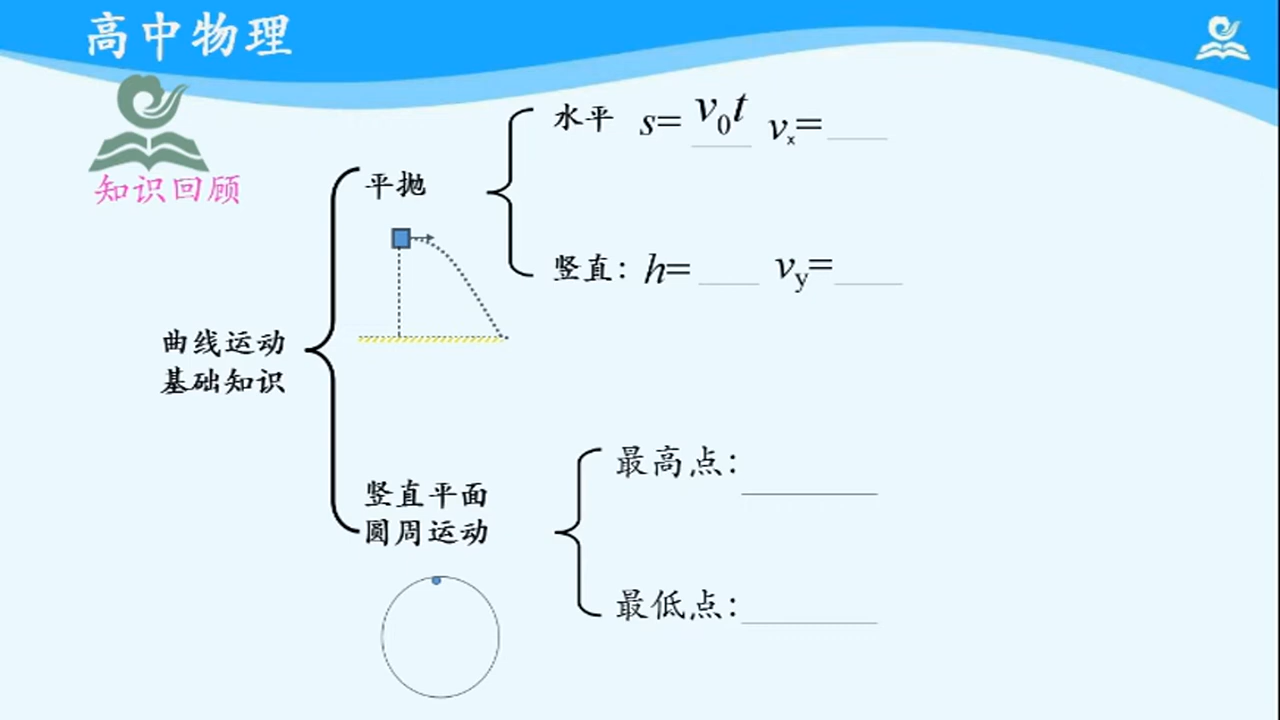 高中物理
知识回顾
水平 s= v₀t vₓ=
平抛
竖直： h= v_y=
曲线运动
基础知识
最高点：
竖直平面
圆周运动
最低点：